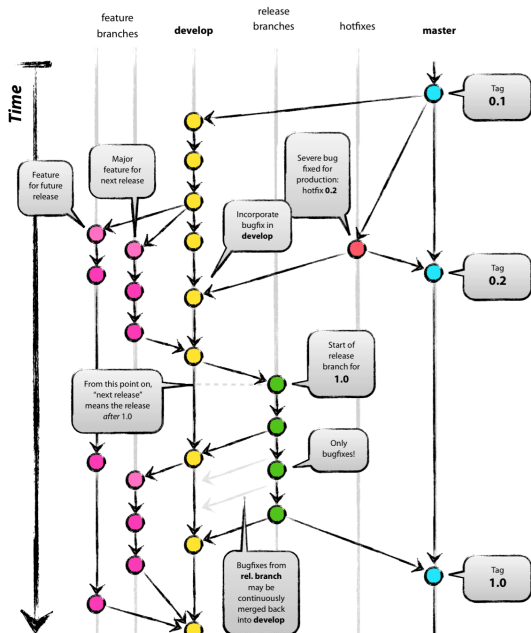 feature
branches
develop
release
branches
hotfixes
master
Time
Tag
0.1
Major
feature for
next release
Feature
for future
release
Severe bug
fixed for
production:
hotfix 0.2
Incorporate
bugfix in
develop
Tag
0.2
Start of
release
branch for
1.0
From this point on,
“next release”
means the release
after 1.0
Only
bugfixes!
Bugfixes from
rel. branch
may be
continuously
merged back
into develop
Tag
1.0